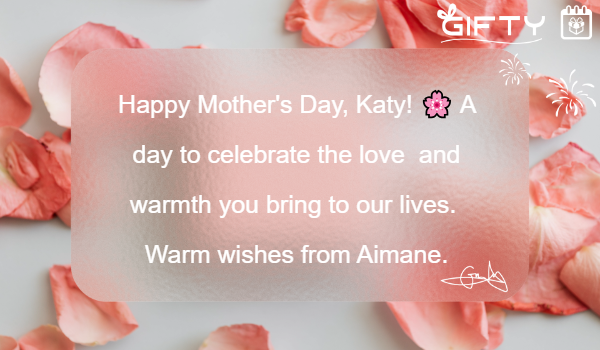 GIFTY
Happy Mother's Day, Katy! 🌸 A
day to celebrate the love  and
warmth you bring to our lives.
Warm wishes from Aimane.